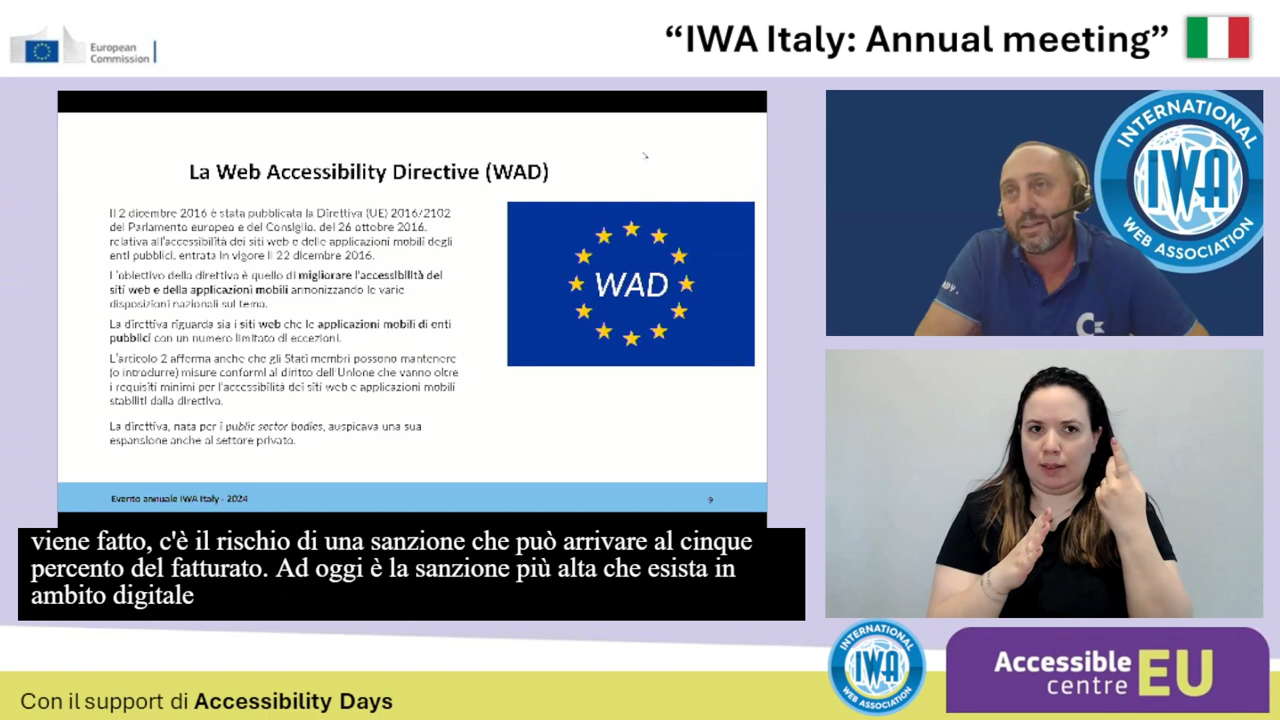 European
Commission
“IWA Italy: Annual meeting”
La Web Accessibility Directive (WAD)
Il 2 dicembre 2016 è stata pubblicata la Direttiva (UE) 2016/2102
del Parlamento europeo e del Consiglio, del 26 ottobre 2016,
relativa all'accessibilità dei siti web e delle applicazioni mobili degli
enti pubblici, entrata in vigore il 22 dicembre 2016.
L'obiettivo della direttiva è quello di migliorare l'accessibilità dei
siti web e della applicazioni mobili armonizzando le varie
disposizioni nazionali sul tema.
La direttiva riguarda sia i siti web che le applicazioni mobili di enti
pubblici con un numero limitato di eccezioni.
L'articolo 2 afferma anche che gli Stati membri possono mantenere
(o introdurre) misure conformi al diritto dell'Unione che vanno oltre
i requisiti minimi per l'accessibilità dei siti web e applicazioni mobili
stabiliti dalla direttiva.
La direttiva, nata per i public sector bodies, auspicava una sua
espansione anche al settore privato.
WAD
Evento annuale IWA Italy - 2024
9
INTERNATIONAL
IWA
WEB ASSOCIATION
viene fatto, c'è il rischio di una sanzione che può arrivare al cinque
percento del fatturato. Ad oggi è la sanzione più alta che esista in
ambito digitale
Con il support di Accessibility Days
INTERNATIONAL
IWA
WEB ASSOCIATION
Accessible
centre EU